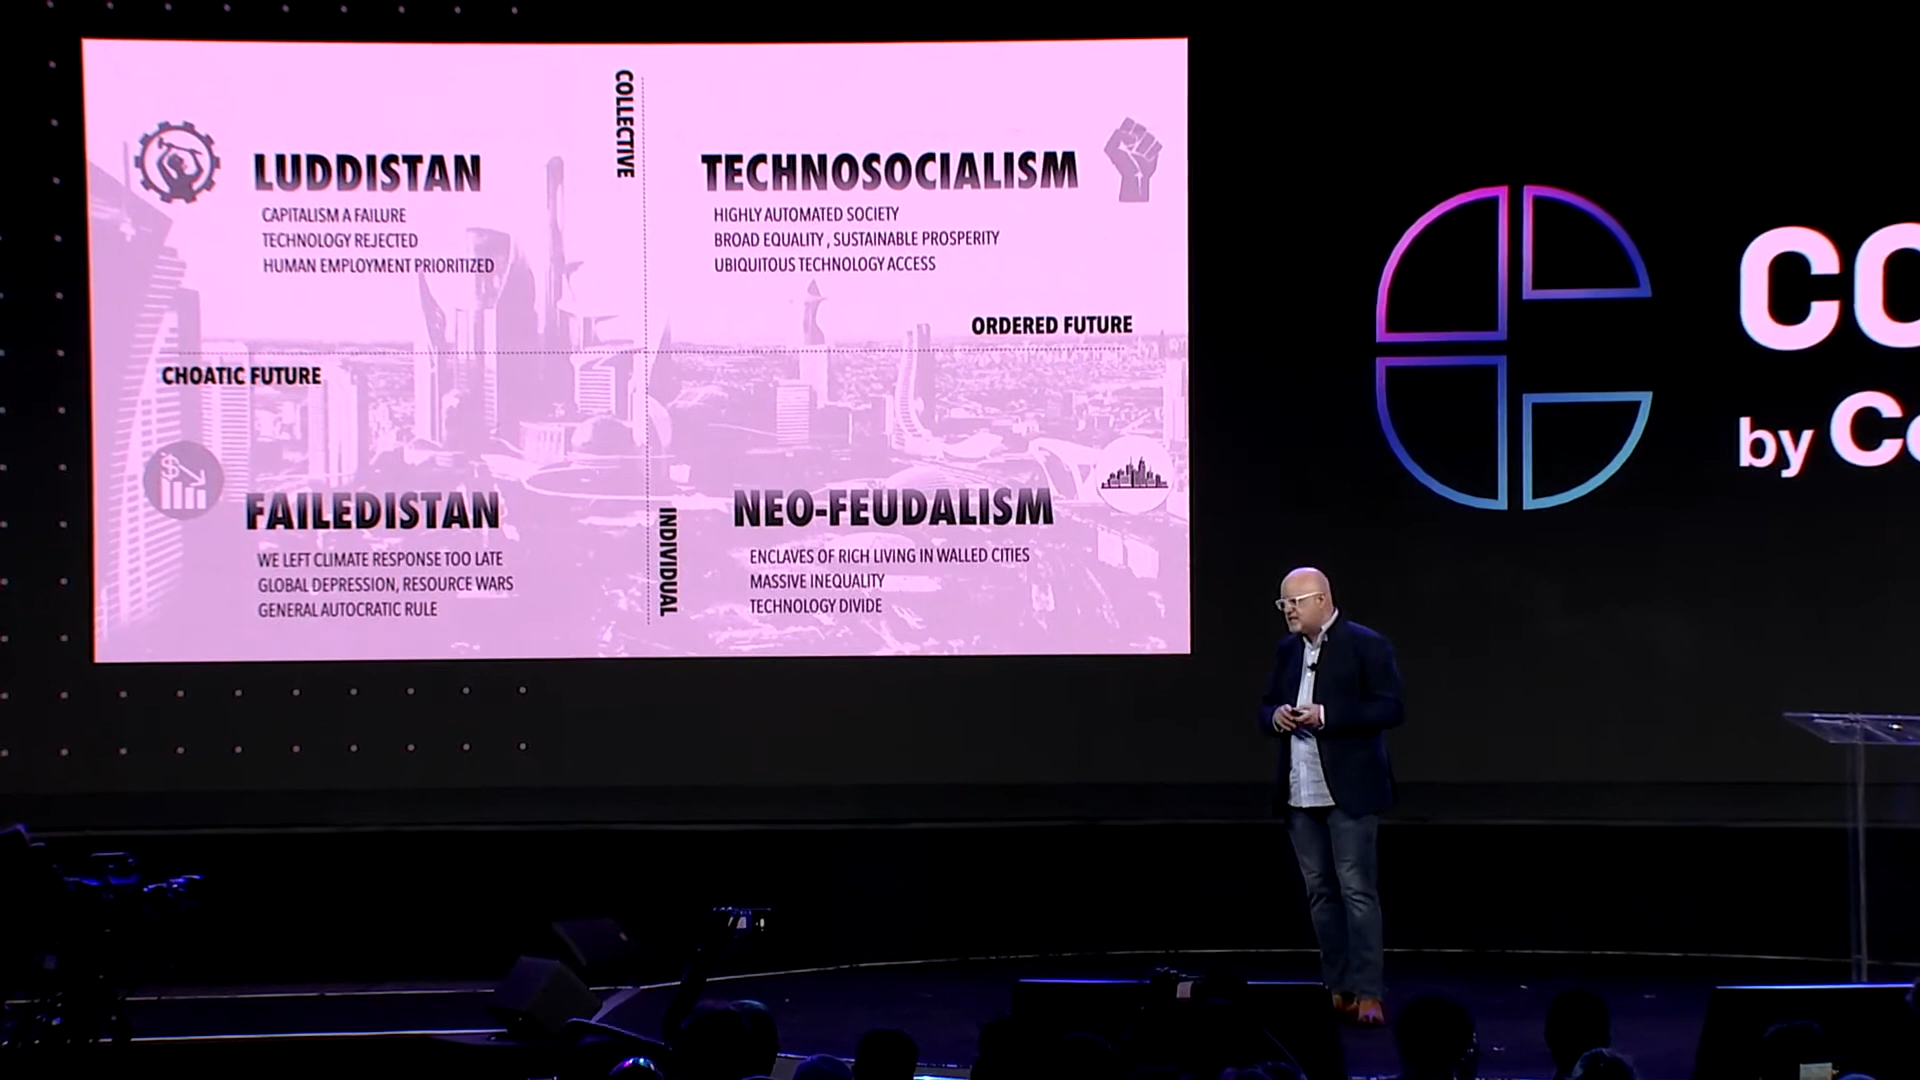 COLLECTIVE
LUDDISTAN
CAPITALISM A FAILURE
TECHNOLOGY REJECTED
HUMAN EMPLOYMENT PRIORITIZED
TECHNOSOCIALISM
HIGHLY AUTOMATED SOCIETY
BROAD EQUALITY , SUSTAINABLE PROSPERITY
UBIQUITOUS TECHNOLOGY ACCESS
ORDERED FUTURE
CHOATIC FUTURE
$
FAILEDISTAN
WE LEFT CLIMATE RESPONSE TOO LATE
GLOBAL DEPRESSION, RESOURCE WARS
GENERAL AUTOCRATIC RULE
INDIVIDUAL
NEO-FEUDALISM
ENCLAVES OF RICH LIVING IN WALLED CITIES
MASSIVE INEQUALITY
TECHNOLOGY DIVIDE
by